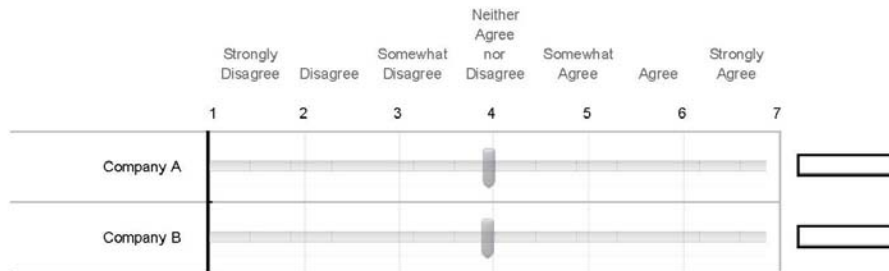 Neither
Agree
Strongly Somewhat nor Somewhat Strongly
Disagree Disagree Disagree Disagree Agree Agree Agree
1 2 3 4 5 6 7
Company A
Company B